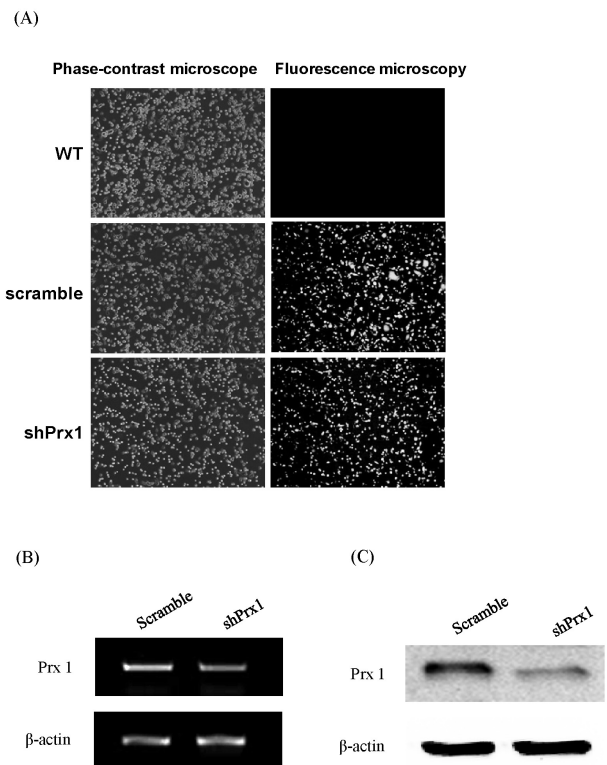 (A)
Phase-contrast microscope Fluorescence microscopy
WT
scramble
shPrx1
(B)
Scramble shPrx1
Prx 1
β-actin
(C)
Scramble shPrx1
Prx 1
β-actin